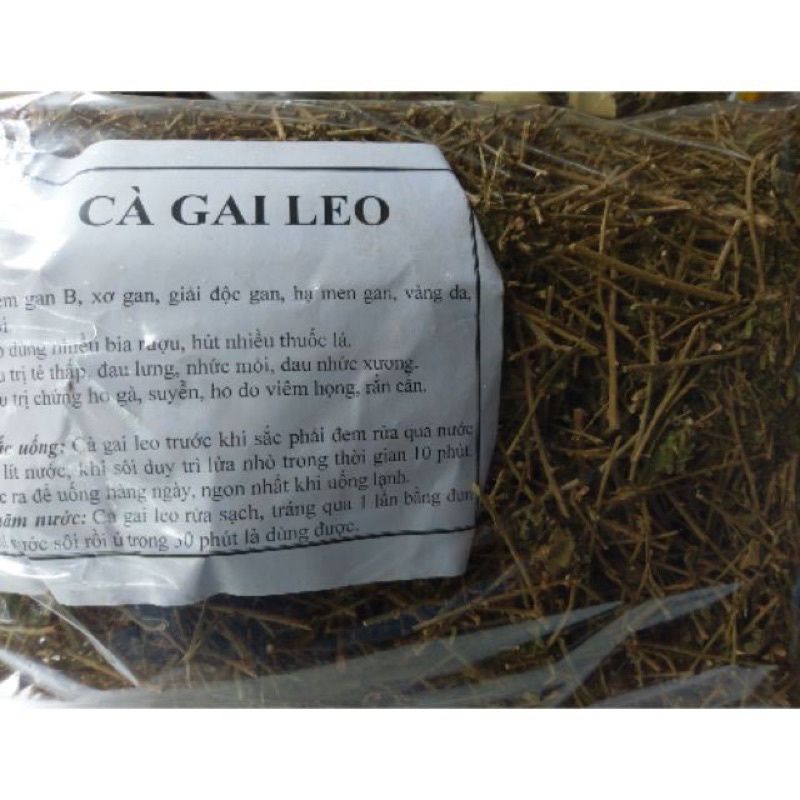 CÀ GAI LEO
gan B, xơ gan, giải độc gan, hạ men gan, vàng da,
dùng nhiều bia rượu, hút nhiều thuốc lá.
trị tê thấp, đau lưng, nhức mỏi, đau nhức xương.
trị chứng ho gà, suyễn, ho do viêm họng, rắn cắn.
uống: Cà gai leo trước khi sắc phải đem rửa qua nước
lít nước, khi sôi duy trì lửa nhỏ trong thời gian 10 phút.
ra để uống hàng ngày, ngon nhất khi uống lạnh.
nước: Cà gai leo rửa sạch, tráng qua 1 lần bằng đun
nước sôi rồi ủ trong 30 phút là dùng được.